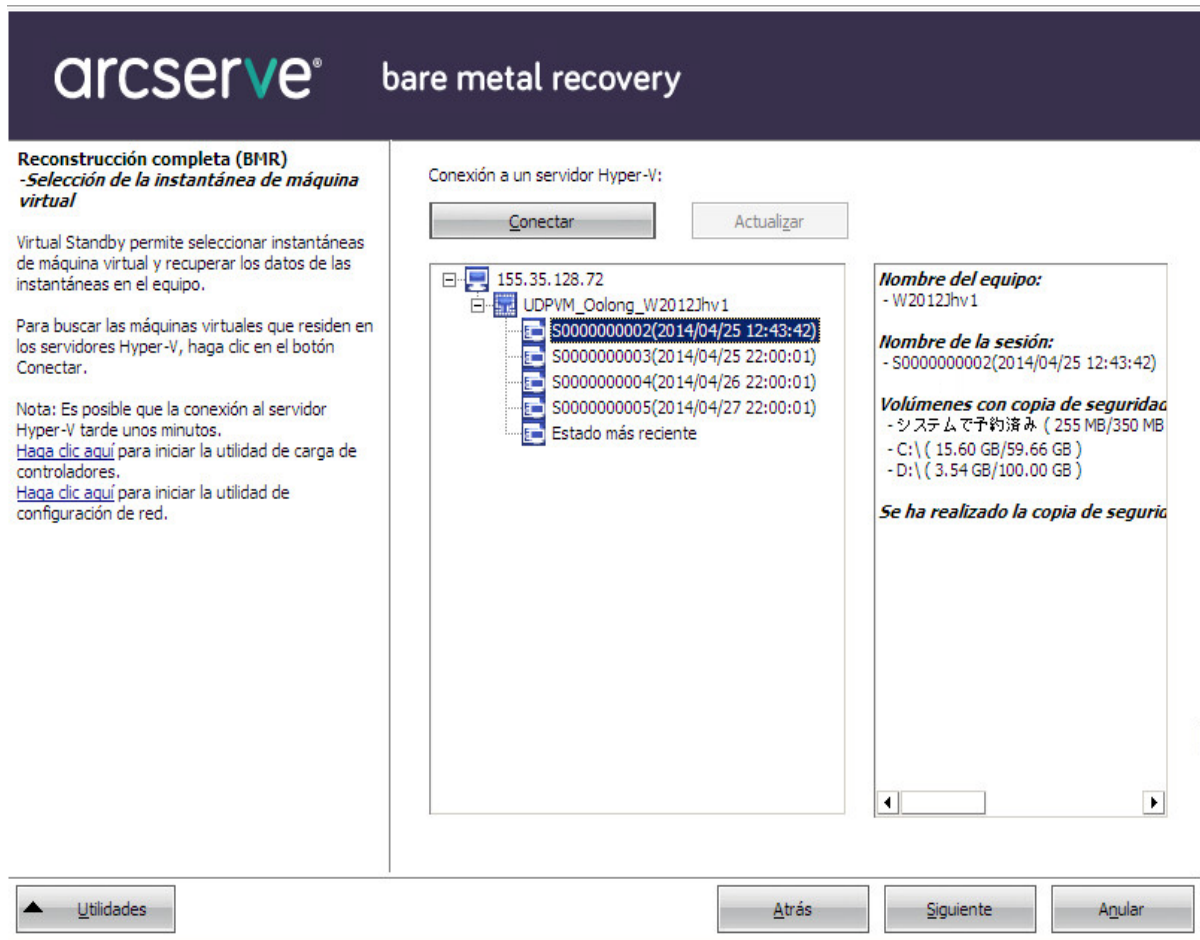 arcserve® bare metal recovery
Reconstrucción completa (BMR)
-Selección de la instantánea de máquina
virtual
Virtual Standby permite seleccionar instantáneas
de máquina virtual y recuperar los datos de las
instantáneas en el equipo.
Para buscar las máquinas virtuales que residen en
los servidores Hyper-V, haga clic en el botón
Conectar.
Nota: Es posible que la conexión al servidor
Hyper-V tarde unos minutos.
Haga clic aquí para iniciar la utilidad de carga de
controladores.
Haga clic aquí para iniciar la utilidad de
configuración de red.
Conexión a un servidor Hyper-V:
Conectar
Actualizar
155.35.128.72
UDPVM_Oolong_W2012Jhv1
S0000000002(2014/04/25 12:43:42)
S0000000003(2014/04/25 22:00:01)
S0000000004(2014/04/26 22:00:01)
S0000000005(2014/04/27 22:00:01)
Estado más reciente
Nombre del equipo:
- W2012Jhv1
Nombre de la sesión:
- S0000000002(2014/04/25 12:43:42)
Volúmenes con copia de seguridad
- システムで予約済み ( 255 MB/350 MB
- C:\ ( 15.60 GB/59.66 GB )
- D:\ ( 3.54 GB/100.00 GB )
Se ha realizado la copia de segurid
Utilidades
Atrás
Siguiente
Anular